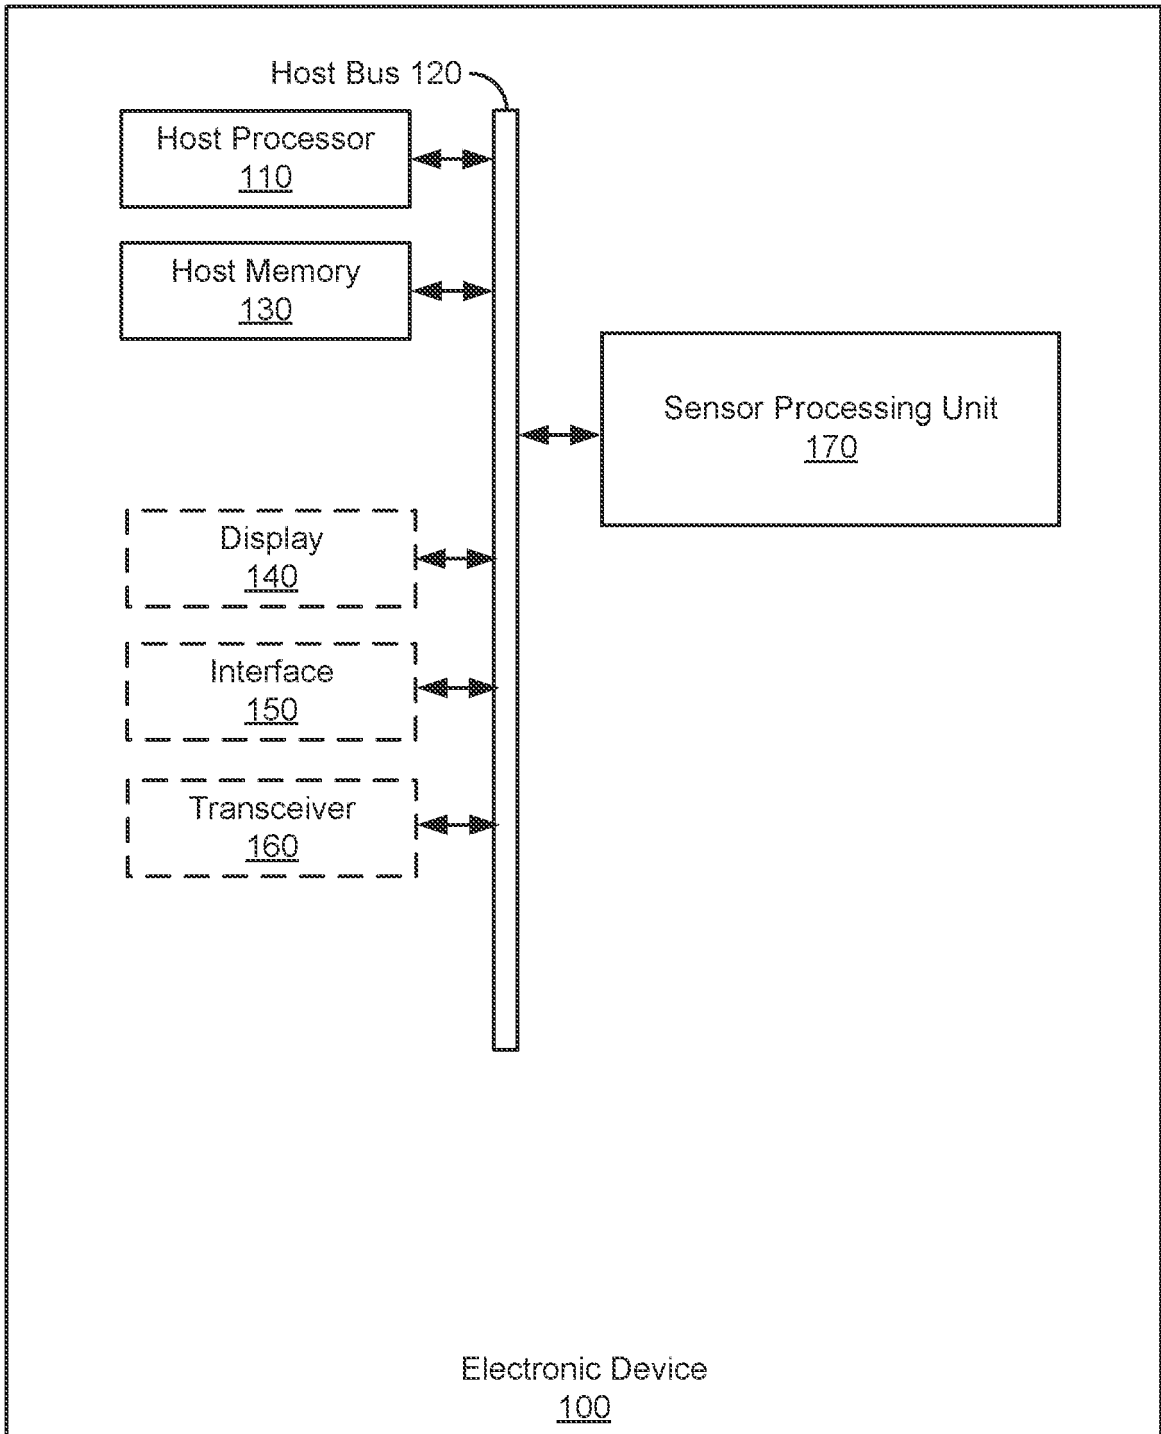 Host Bus 120
Host Processor
110
Host Memory
130
Sensor Processing Unit
170
Display
140
Interface
150
Transceiver
160
Electronic Device
100